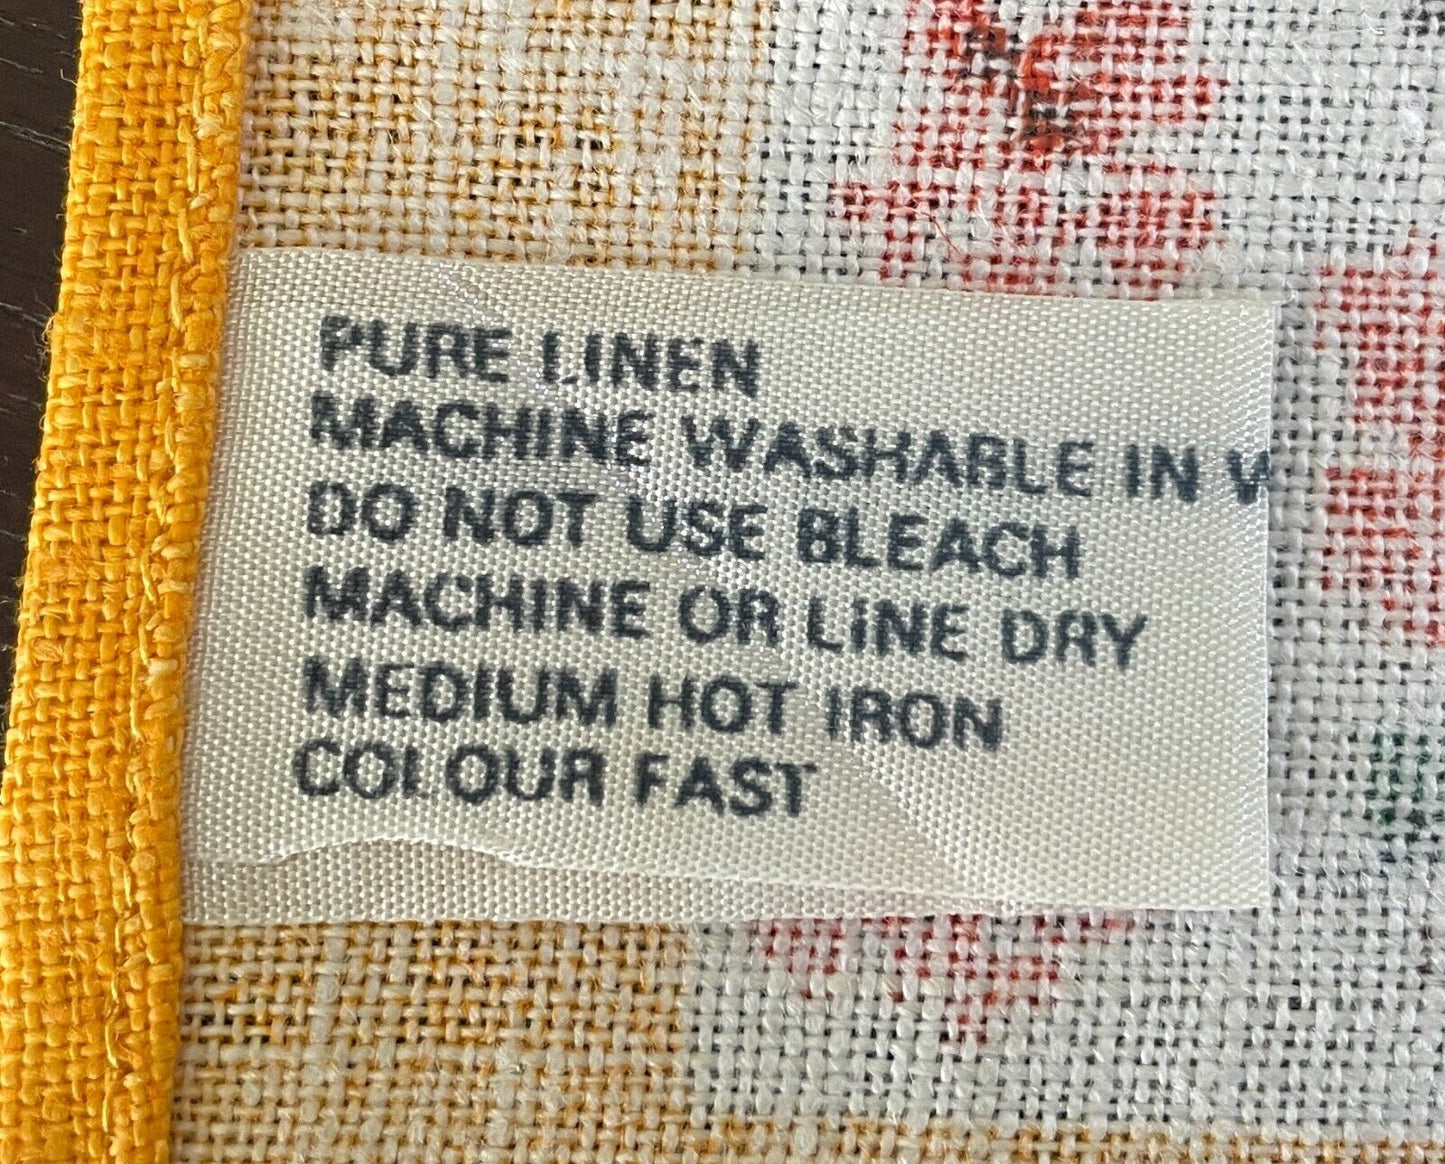 PURE LINEN
MACHINE WASHABLE IN W
DO NOT USE BLEACH
MACHINE OR LINE DRY
MEDIUM HOT IRON
COLOUR FAST